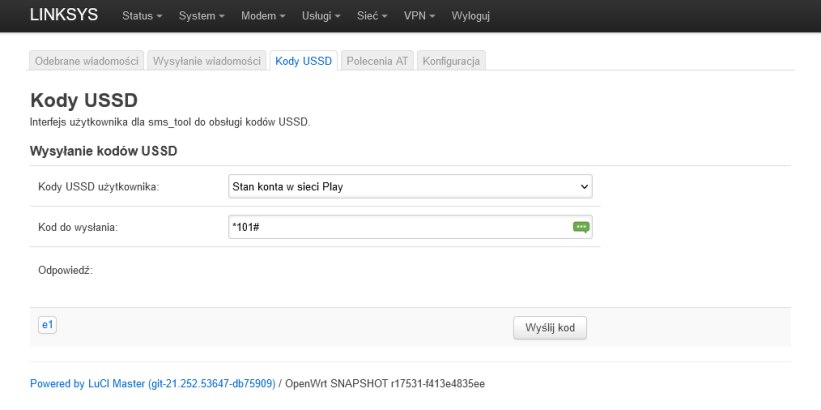 LINKSYS Status System Modem Usługi Sieć VPN Wyloguj
Odebrane wiadomości Wysyłanie wiadomości Kody USSD Polecenia AT Konfiguracja
Kody USSD
Interfejs użytkownika dla sms_tool do obsługi kodów USSD.
Wysyłanie kodów USSD
Kody USSD użytkownika: Stan konta w sieci Play
Kod do wysłania: *101#
Odpowiedź:
e1 Wyślij kod
Powered by LuCI Master (git-21.252.53647-db75909) / OpenWrt SNAPSHOT r17531-f413e4835ee